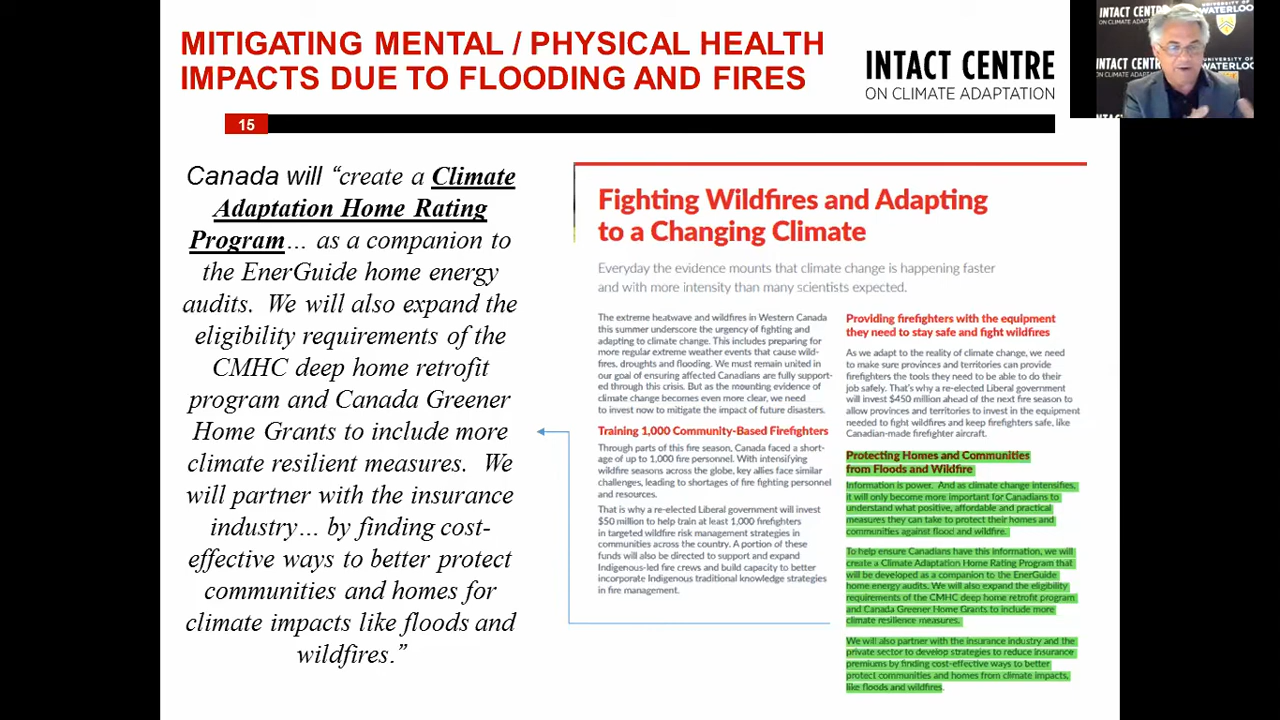 MITIGATING MENTAL / PHYSICAL HEALTH
IMPACTS DUE TO FLOODING AND FIRES
INTACT CENTRE
ON CLIMATE ADAPTATION
15
Canada will “create a Climate
Adaptation Home Rating
Program… as a companion to
the EnerGuide home energy
audits. We will also expand the
eligibility requirements of the
CMHC deep home retrofit
program and Canada Greener
Home Grants to include more
climate resilient measures. We
will partner with the insurance
industry… by finding cost-
effective ways to better protect
communities and homes for
climate impacts like floods and
wildfires.”
Fighting Wildfires and Adapting
to a Changing Climate
Everyday the evidence mounts that climate change is happening faster
and with more intensity than many scientists expected.
The extreme heatwave and wildfires in Western Canada
this summer underscore the urgency of fighting and
adapting to climate change. This includes preparing for
more regular extreme weather events that cause wild-
fires, droughts and flooding. We must remain united in
our goal of ensuring affected Canadians are fully support-
ed through this crisis. But as the mounting evidence of
climate change becomes even more clear, we need
to invest now to mitigate the impact of future disasters.
Training 1,000 Community-Based Firefighters
Through parts of this fire season, Canada faced a short-
age of up to 1,000 fire personnel. With intensifying
wildfire seasons across the globe, key allies face similar
challenges, leading to shortages of fire fighting personnel
and resources.
That is why a re-elected Liberal government will invest
$50 million to help train at least 1,000 firefighters
in targeted wildfire risk management strategies in
communities across the country. A portion of these
funds will also be directed to support and expand
Indigenous-led fire crews and build capacity to better
incorporate Indigenous traditional knowledge strategies
in fire management.
Providing firefighters with the equipment
they need to stay safe and fight wildfires
As we adapt to the reality of climate change, we need
to make sure provinces and territories can provide
firefighters the tools they need to be able to do their
job safely. That's why a re-elected Liberal government
will invest $450 million ahead of the next fire season to
allow provinces and territories to invest in the equipment
needed to fight wildfires and keep firefighters safe, like
Canadian-made firefighter aircraft.
Protecting Homes and Communities
from Floods and Wildfire
Information is power. And as climate change intensifies,
it will only become more important for Canadians to
understand what positive, affordable and practical
measures they can take to protect their homes and
communities against flood and wildfire.
To help ensure Canadians have this information, we will
create a Climate Adaptation Home Rating Program that
will be developed as a companion to the EnerGuide
home energy audits. We will also expand the eligibility
requirements of the CMHC deep home retrofit program
and Canada Greener Home Grants to include more
climate resilience measures.
We will also partner with the insurance industry and the
private sector to develop strategies to reduce insurance
premiums by finding cost-effective ways to better
protect communities and homes from climate impacts,
like floods and wildfires.
INTACT CENTRE
ON CLIMATE
UNIVERSITY OF
WATERLOO
INTACT CENTRE
UNIVERSITY OF
WATERLOO
INTACT
ON CLIMATE